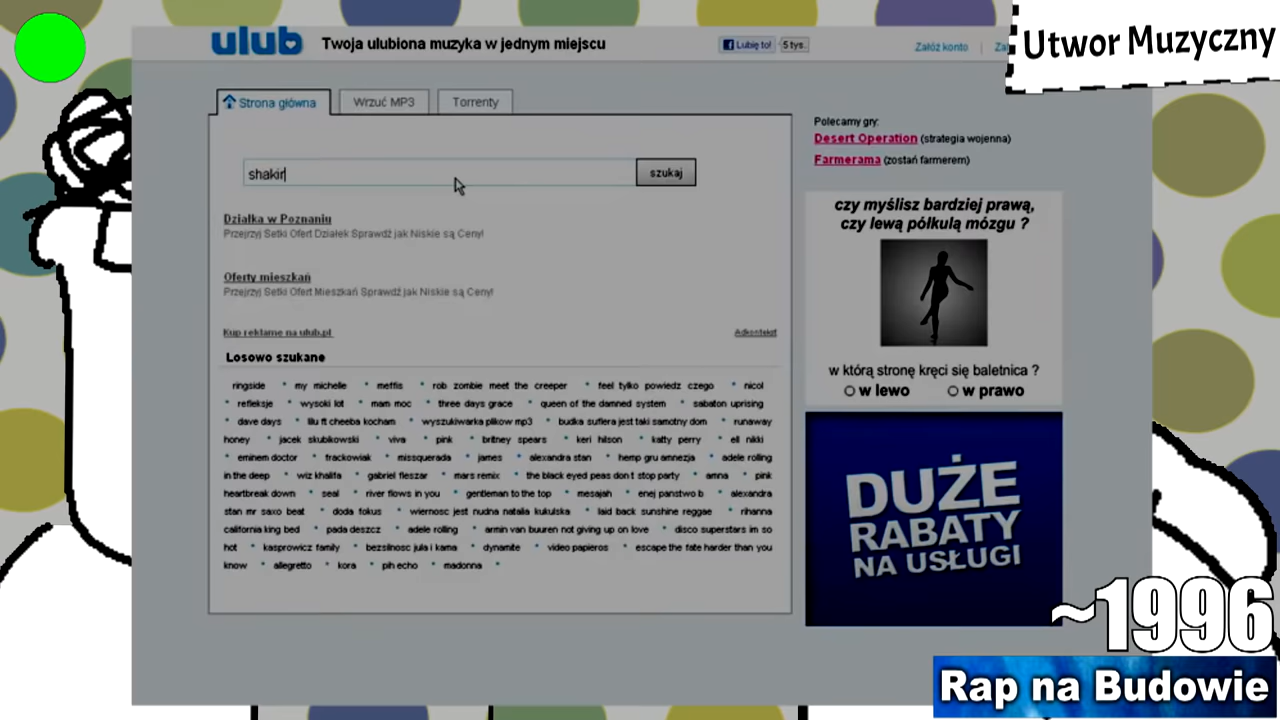 ulub
Twoja ulubiona muzyka w jednym miejscu
Lubię to!
5 tys.
Załóż konto
Utwor Muzyczny
Strona główna
Wrzuć MP3
Torrenty
shakir
szukaj
Działka w Poznaniu
Przejrzyj Setki Ofert Działek Sprawdź jak Niskie są Ceny!
Oferty mieszkań
Przejrzyj Setki Ofert Mieszkań Sprawdź jak Niskie są Ceny!
Kup reklamę na ulub.pl
Adkontekst
Losowo szukane
ringside * my michelle * meffis * rob zombie meet the creeper * feel tylko powiedz czego * nicol
* refleksje * wysoki lot * mam moc * three days grace * queen of the damned system * sabaton uprising
* dave days * lilu ft cheeba kocham * wyszukiwarka plikow mp3 * budka suflera jest taki samotny dom * runaway
honey * jacek skubikowski * viva * pink * britney spears * keri hilson * katty perry * ell nikki
* eminem doctor * trackowiak * missquerada * james * alexandra stan * hemp gru amnezja * adele rolling
in the deep * wiz khalifa * gabriel fleszar * mars remix * the black eyed peas don t stop party * amna * pink
heartbreak down * seal * river flows in you * gentleman to the top * mesajah * enej panstwo b * alexandra
stan mr saxo beat * doda fokus * wiernosc jest nudna natalia kukulska * laid back sunshine reggae * rihanna
california king bed * pada deszcz * adele rolling * armin van buuren not giving up on love * disco superstars im so
hot * kasprowicz family * bezsilnosc jula i kama * dynamite * video papieros * escape the fate harder than you
know * allegretto * kora * pih echo * madonna *
Polecamy gry:
Desert Operation (strategia wojenna)
Farmerama (zostań farmerem)
czy myślisz bardziej prawą,
czy lewą półkulą mózgu ?
w którą stronę kręci się baletnica ?
w lewo
w prawo
DUŻE
RABATY
NA USŁUGI
~1996
Rap na Budowie